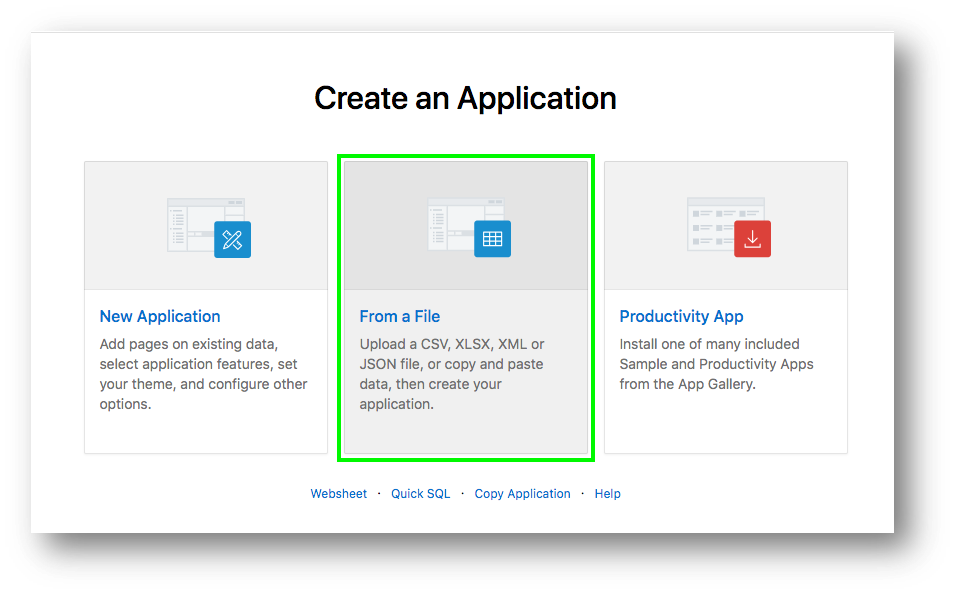 Create an Application
New Application
Add pages on existing data,
select application features, set
your theme, and configure other
options.
From a File
Upload a CSV, XLSX, XML or
JSON file, or copy and paste
data, then create your
application.
Productivity App
Install one of many included
Sample and Productivity Apps
from the App Gallery.
Websheet · Quick SQL · Copy Application · Help